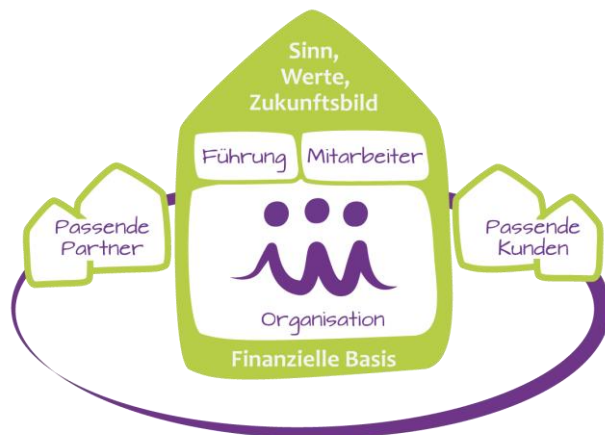 Sinn,
Werte,
Zukunftsbild
Führung
Mitarbeiter
Passende
Partner
Passende
Kunden
Organisation
Finanzielle Basis